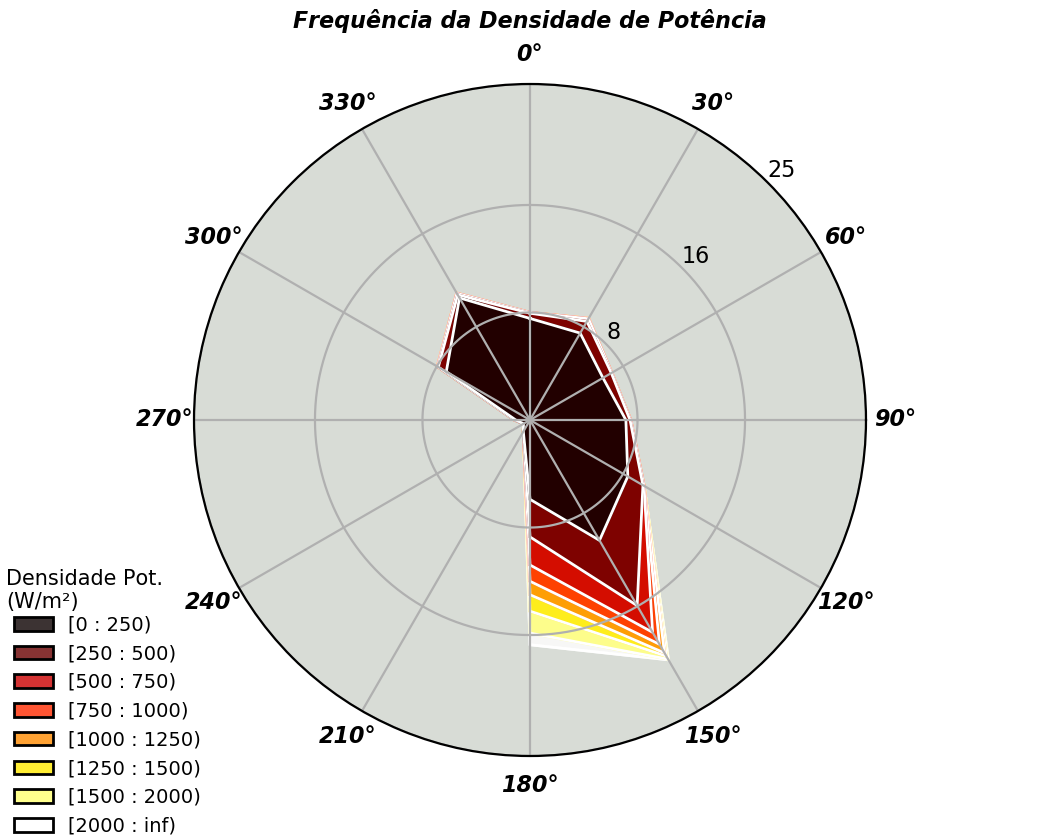 Frequência da Densidade de Potência
0°
330°
30°
25
300°
60°
16
8
270°
90°
240°
120°
210°
150°
180°
Densidade Pot.
(W/m²)
[0 : 250)
[250 : 500)
[500 : 750)
[750 : 1000)
[1000 : 1250)
[1250 : 1500)
[1500 : 2000)
[2000 : inf)